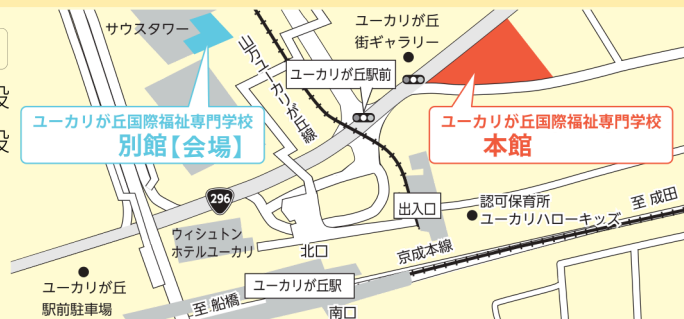 サウスタワー
ユーカリが丘
街ギャラリー
山万ユーカリが丘線
ユーカリが丘駅前
設
設
ユーカリが丘国際福祉専門学校
別館【会場】
ユーカリが丘国際福祉専門学校
本館
296
出入口
認可保育所
ユーカリハローキッズ
至 成田
ウィシュトン
ホテルユーカリ
北口
京成本線
ユーカリが丘
駅前駐車場
至 船橋
ユーカリが丘駅
南口